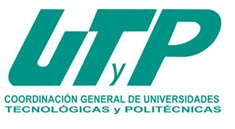 UTyP
COORDINACIÓN GENERAL DE UNIVERSIDADES
TECNOLÓGICAS y POLITÉCNICAS